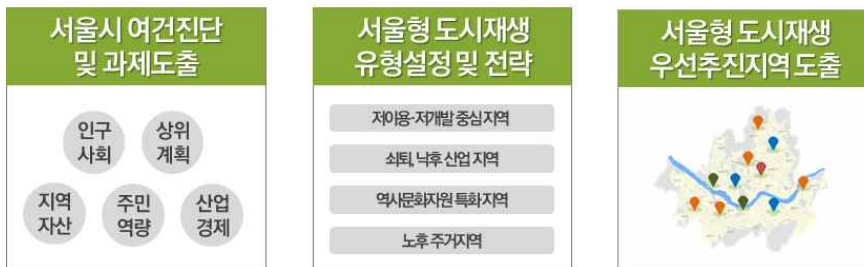 서울시 여건진단
및 과제도출
인구
사회
상위
계획
지역
자산
주민
역량
산업
경제
서울형 도시재생
유형설정 및 전략
저이용·저개발 중심지역
쇠퇴, 낙후 산업 지역
역사문화자원 특화지역
노후 주거지역
서울형 도시재생
우선추진지역 도출